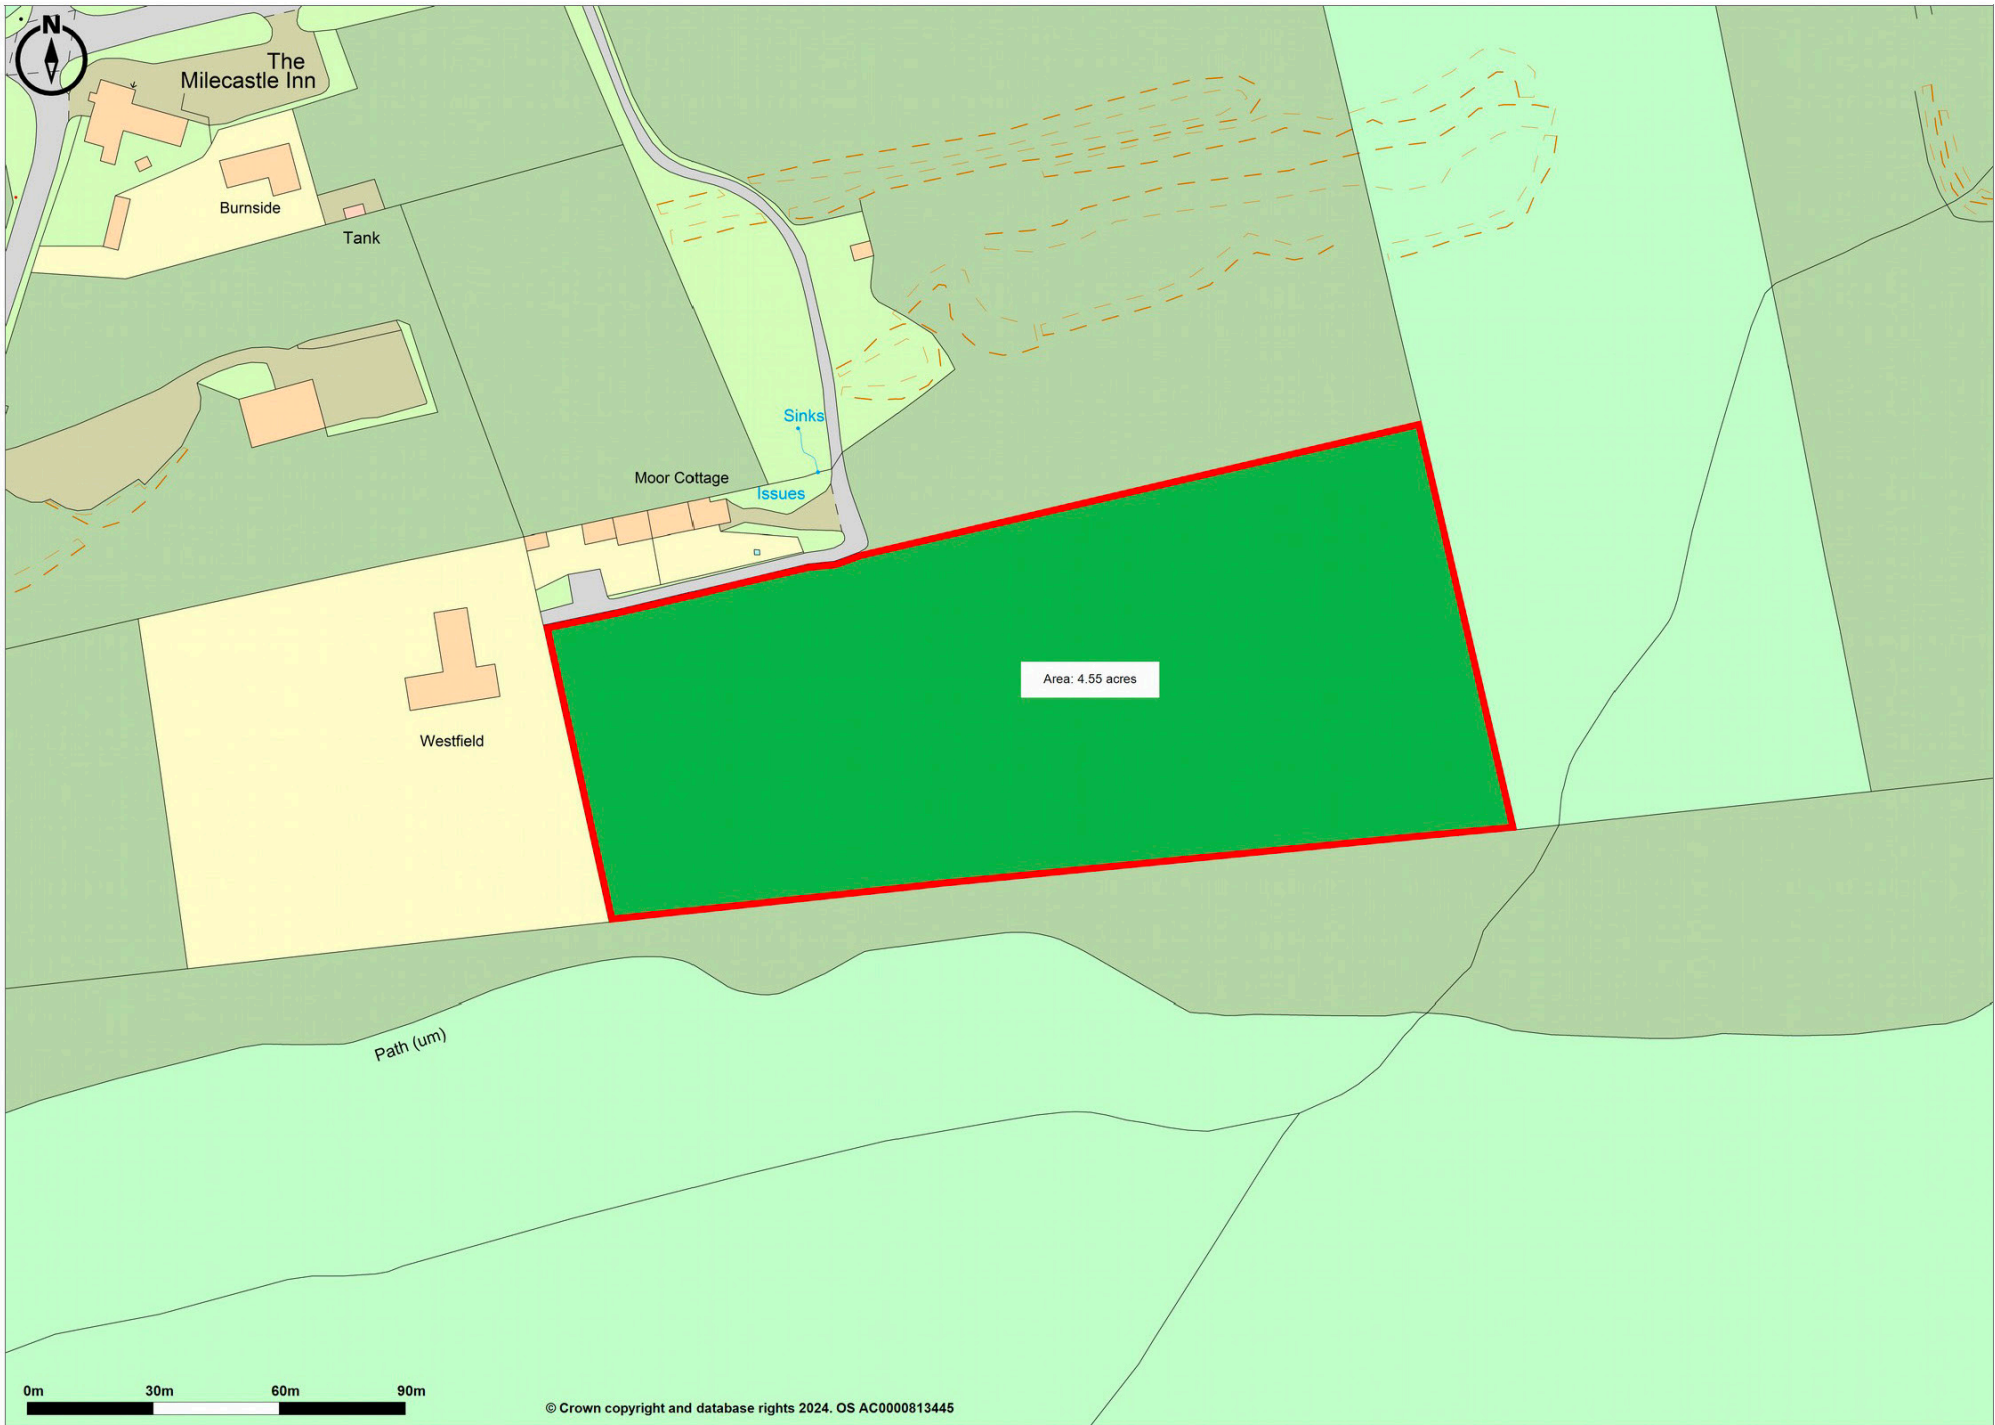 N
The
Milecastle Inn
Burnside
Tank
Sinks
Moor Cottage
Issues
Area: 4.55 acres
Westfield
Path (um)
0m 30m 60m 90m
© Crown copyright and database rights 2024. OS AC0000813445